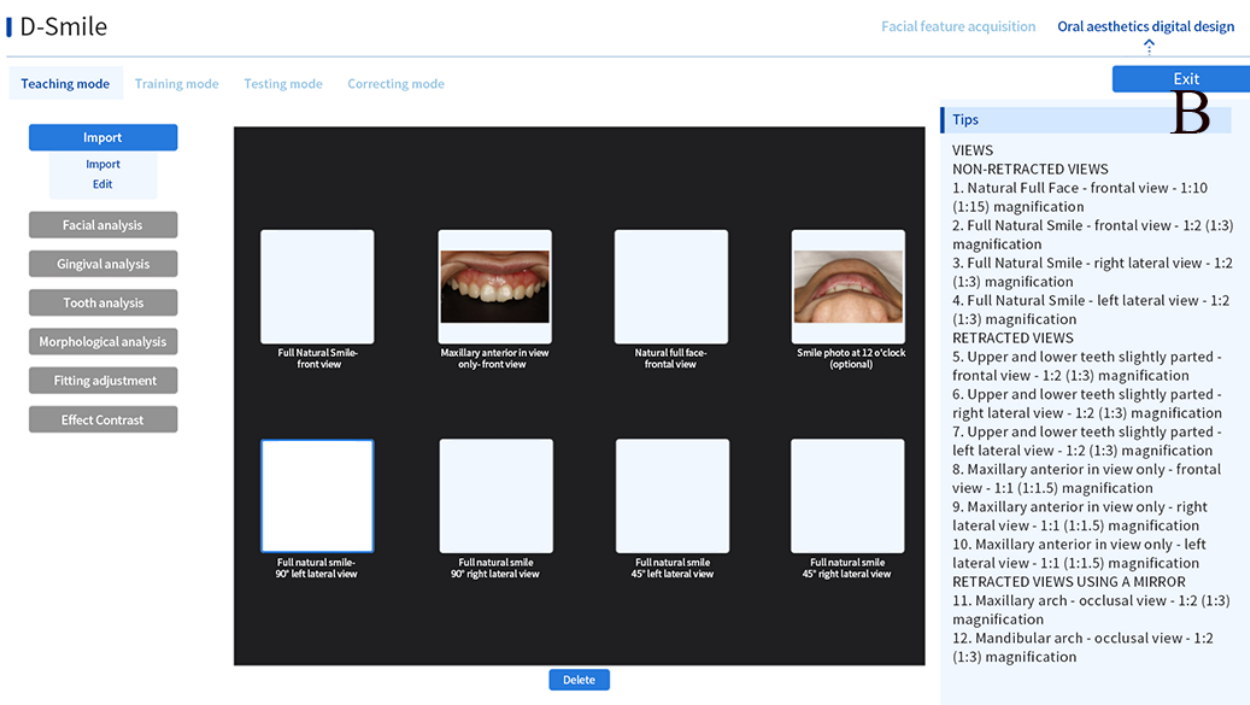 D-Smile
Facial feature acquisition
Oral aesthetics digital design
Teaching mode
Training mode
Testing mode
Correcting mode
Exit
B
Import
Import
Edit
Facial analysis
Gingival analysis
Tooth analysis
Morphological analysis
Fitting adjustment
Effect Contrast
Full Natural Smile-
front view
Maxillary anterior in view
only- front view
Natural full face-
frontal view
Smile photo at 12 o'clock
(optional)
Full natural smile-
90° left lateral view
Full natural smile
90° right lateral view
Full natural smile
45° left lateral view
Full natural smile
45° right lateral view
Delete
Tips
VIEWS
NON-RETRACTED VIEWS
1. Natural Full Face - frontal view - 1:10
(1:15) magnification
2. Full Natural Smile - frontal view - 1:2 (1:3)
magnification
3. Full Natural Smile - right lateral view - 1:2
(1:3) magnification
4. Full Natural Smile - left lateral view - 1:2
(1:3) magnification
RETRACTED VIEWS
5. Upper and lower teeth slightly parted -
frontal view - 1:2 (1:3) magnification
6. Upper and lower teeth slightly parted -
right lateral view - 1:2 (1:3) magnification
7. Upper and lower teeth slightly parted -
left lateral view - 1:2 (1:3) magnification
8. Maxillary anterior in view only - frontal
view - 1:1 (1:1.5) magnification
9. Maxillary anterior in view only - right
lateral view - 1:1 (1:1.5) magnification
10. Maxillary anterior in view only - left
lateral view - 1:1 (1:1.5) magnification
RETRACTED VIEWS USING A MIRROR
11. Maxillary arch - occlusal view - 1:2 (1:3)
magnification
12. Mandibular arch - occlusal view - 1:2
(1:3) magnification